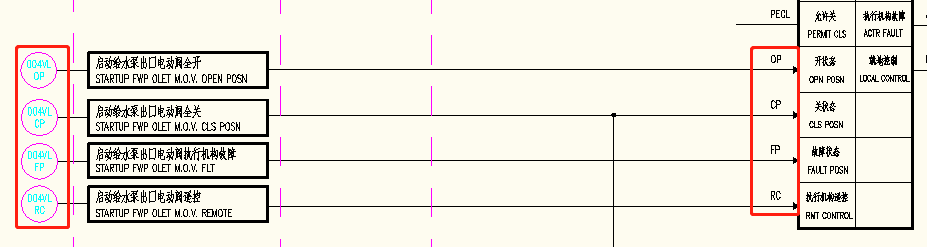 PECL
允许关
PERMIT CLS
执行机构故障
ACTR FAULT
004VL
OP
启动给水泵出口电动阀全开
STARTUP FWP OLET M.O.V. OPEN POSN
OP
开状态
OPN POSN
就地控制
LOCAL CONTROL
004VL
CP
启动给水泵出口电动阀全关
STARTUP FWP OLET M.O.V. CLS POSN
CP
关状态
CLS POSN
004VL
FP
启动给水泵出口电动阀执行机构故障
STARTUP FWP OLET M.O.V. FLT
FP
故障状态
FAULT POSN
004VL
RC
启动给水泵出口电动阀遥控
STARTUP FWP OLET M.O.V. REMOTE
RC
执行机构遥控
RMT CONTROL